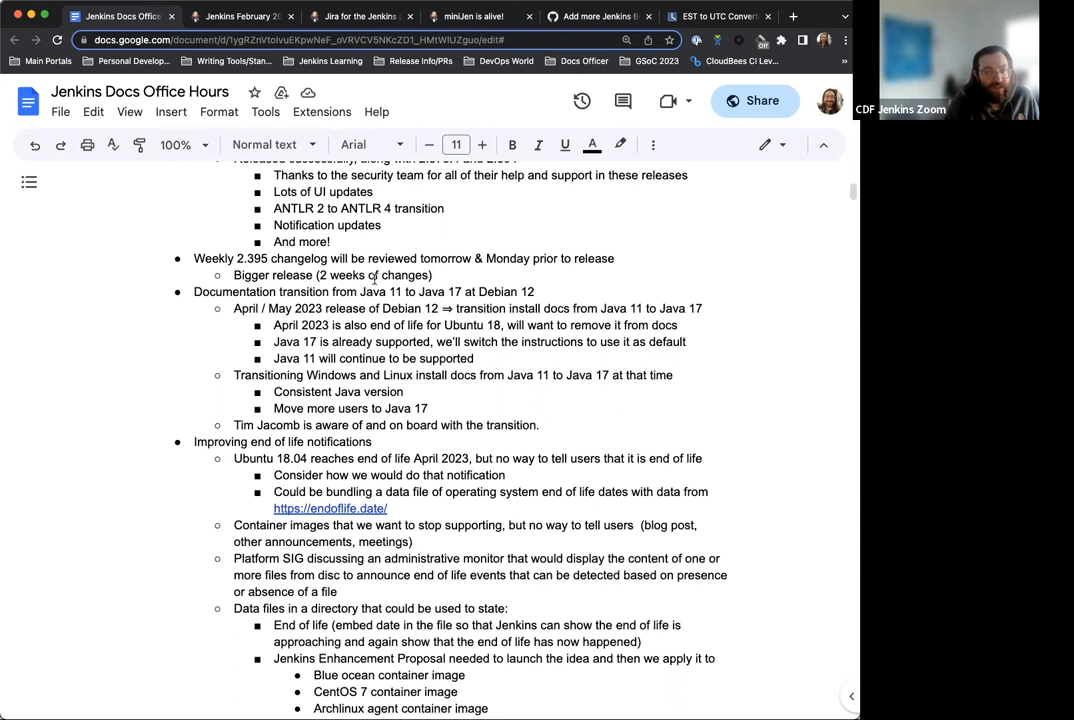 Jenkins Docs Office
Jenkins February 20
Jira for the Jenkins p
miniJen is alive!
Add more Jenkins B
EST to UTC Convert
docs.google.com/document/d/1ygRZnVtoIvuEKpwNeF_oVRVCV5NKcZD1_HMtWIUZguo/edit#
Off
Main Portals
Personal Develop...
Writing Tools/Stan...
Jenkins Learning
Release Info/PRs
DevOps World
Docs Officer
GSoC 2023
CloudBees CI Lev...
»
Jenkins Docs Office Hours
File Edit View Insert Format Tools Extensions Help
Share
CDF Jenkins Zoom
100% Normal text Arial − 11 + B I U A
Released successfully, along with
■ Thanks to the security team for all of their help and support in these releases
■ Lots of UI updates
■ ANTLR 2 to ANTLR 4 transition
■ Notification updates
■ And more!
● Weekly 2.395 changelog will be reviewed tomorrow & Monday prior to release
○ Bigger release (2 weeks of changes)
● Documentation transition from Java 11 to Java 17 at Debian 12
○ April / May 2023 release of Debian 12 ⇒ transition install docs from Java 11 to Java 17
■ April 2023 is also end of life for Ubuntu 18, will want to remove it from docs
■ Java 17 is already supported, we'll switch the instructions to use it as default
■ Java 11 will continue to be supported
○ Transitioning Windows and Linux install docs from Java 11 to Java 17 at that time
■ Consistent Java version
■ Move more users to Java 17
○ Tim Jacomb is aware of and on board with the transition.
● Improving end of life notifications
○ Ubuntu 18.04 reaches end of life April 2023, but no way to tell users that it is end of life
■ Consider how we would do that notification
■ Could be bundling a data file of operating system end of life dates with data from
https://endoflife.date/
○ Container images that we want to stop supporting, but no way to tell users (blog post,
other announcements, meetings)
○ Platform SIG discussing an administrative monitor that would display the content of one or
more files from disc to announce end of life events that can be detected based on presence
or absence of a file
○ Data files in a directory that could be used to state:
■ End of life (embed date in the file so that Jenkins can show the end of life is
approaching and again show that the end of life has now happened)
■ Jenkins Enhancement Proposal needed to launch the idea and then we apply it to
● Blue ocean container image
● CentOS 7 container image
● Archlinux agent container image